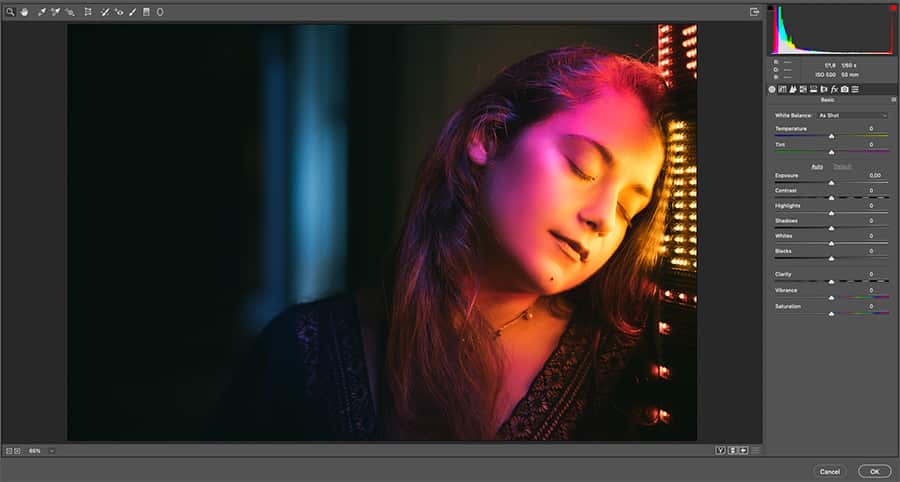 R: ---
G: ---
B: ---
f/1,8 1/60 s
ISO 500 50 mm
fx
Basic
White Balance: As Shot
Temperature 0
Tint 0
Auto Default
Exposure 0,00
Contrast 0
Highlights 0
Shadows 0
Whites 0
Blacks 0
Clarity 0
Vibrance 0
Saturation 0
66%
Y
Cancel OK